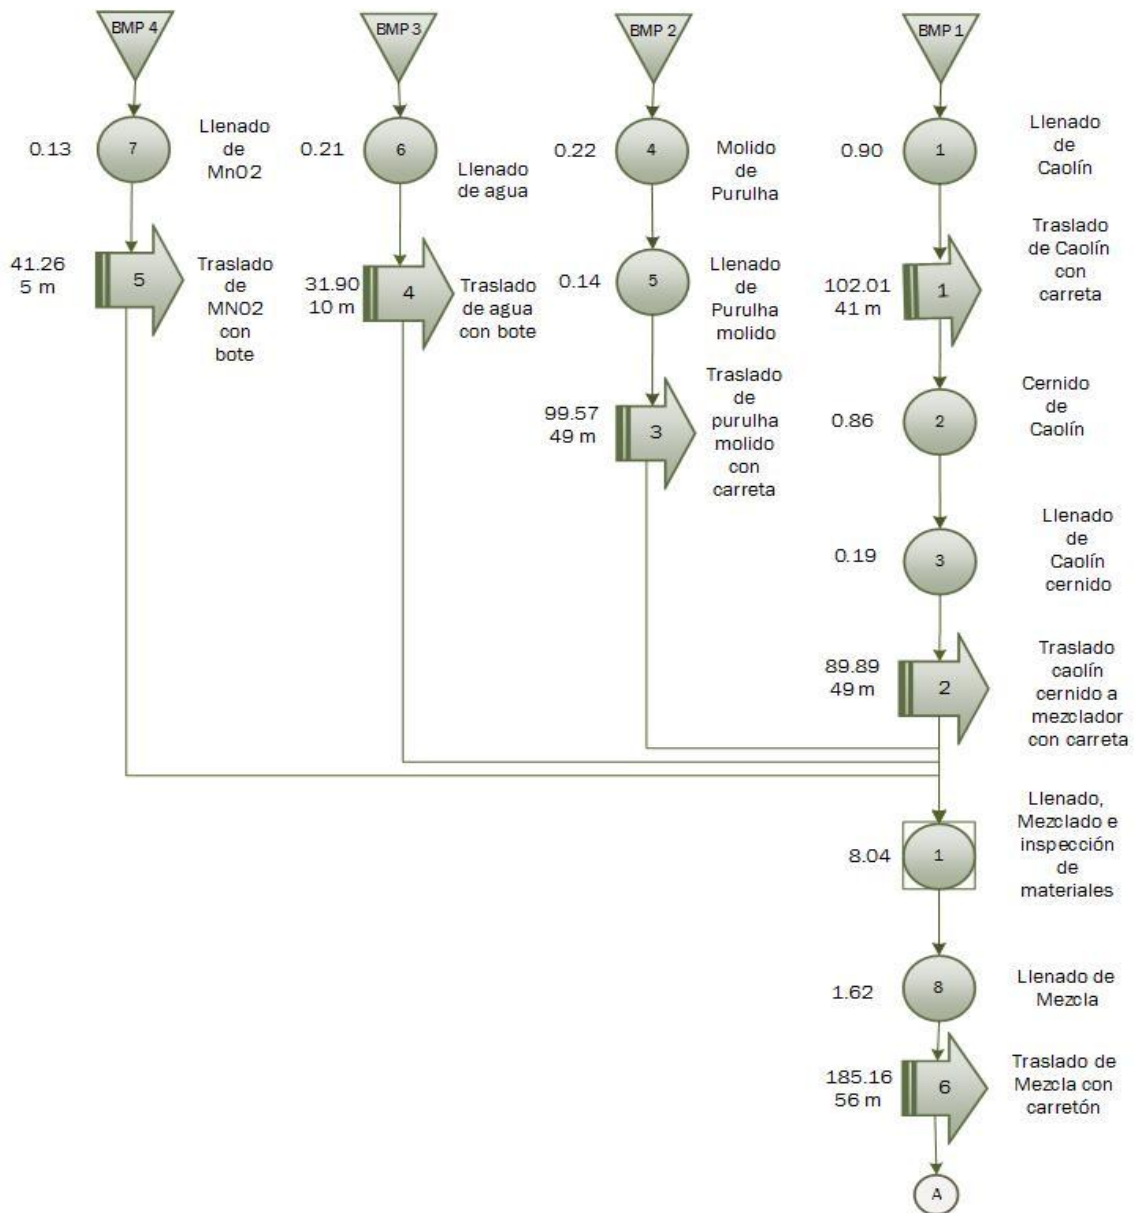 BMP 4
BMP 3
BMP 2
BMP 1
0.13
7
Llenado
de
Mn02
0.21
6
Llenado
de agua
0.22
4
Molido
de
Purulha
0.90
1
Llenado
de
Caolín
41.26
5 m
5
Traslado
de
MN02
con
bote
31.90
10 m
4
Traslado
de agua
con bote
0.14
5
Llenado
de
Purulha
molido
102.01
41 m
1
Traslado
de Caolín
con
carreta
99.57
49 m
3
Traslado
de
purulha
molido
con
carreta
0.86
2
Cernido
de
Caolín
0.19
3
Llenado
de
Caolín
cernido
89.89
49 m
2
Traslado
caolín
cernido a
mezclador
con carreta
8.04
1
Llenado,
Mezclado e
inspección
de
materiales
1.62
8
Llenado de
Mezcla
185.16
56 m
6
Traslado de
Mezcla con
carretón
A